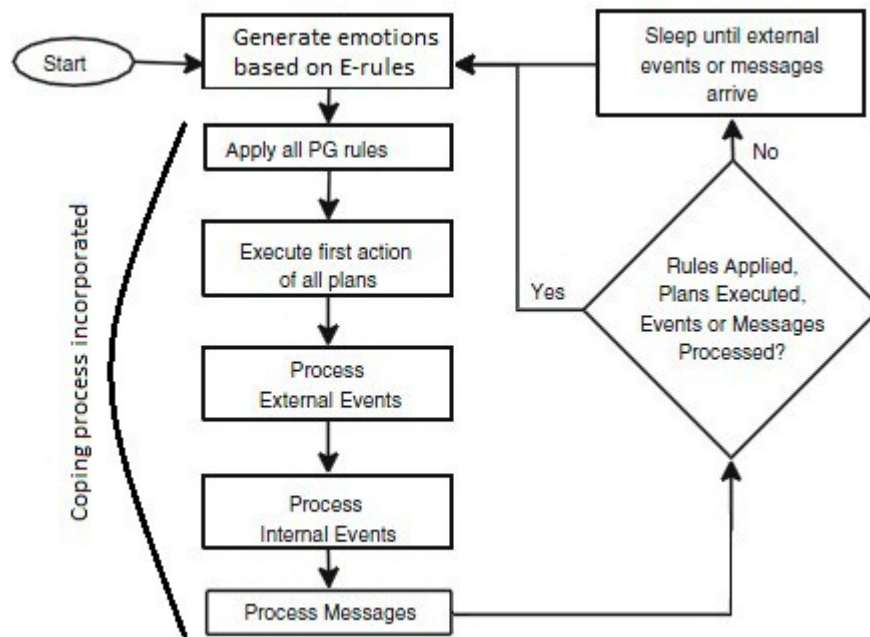 Start
Generate emotions
based on E-rules
Sleep until external
events or messages
arrive
Apply all PG rules
No
Execute first action
of all plans
Rules Applied,
Plans Executed,
Events or Messages
Processed?
Yes
Process
External Events
Process
Internal Events
Process Messages
Coping process incorporated